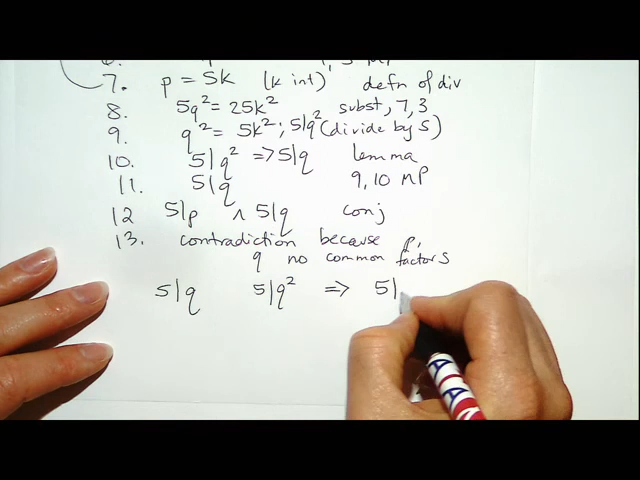 7. p = 5k (k int) defn of div
8. 5q² = 25k² subst, 7, 3
9. q² = 5k² ; 5|q² (divide by 5)
10. 5|q² => 5|q lemma
11. 5|q 9, 10 MP
12 5|p ∧ 5|q conj
13. contradiction because p,
q no common factors
5|q 5|q² => 5|